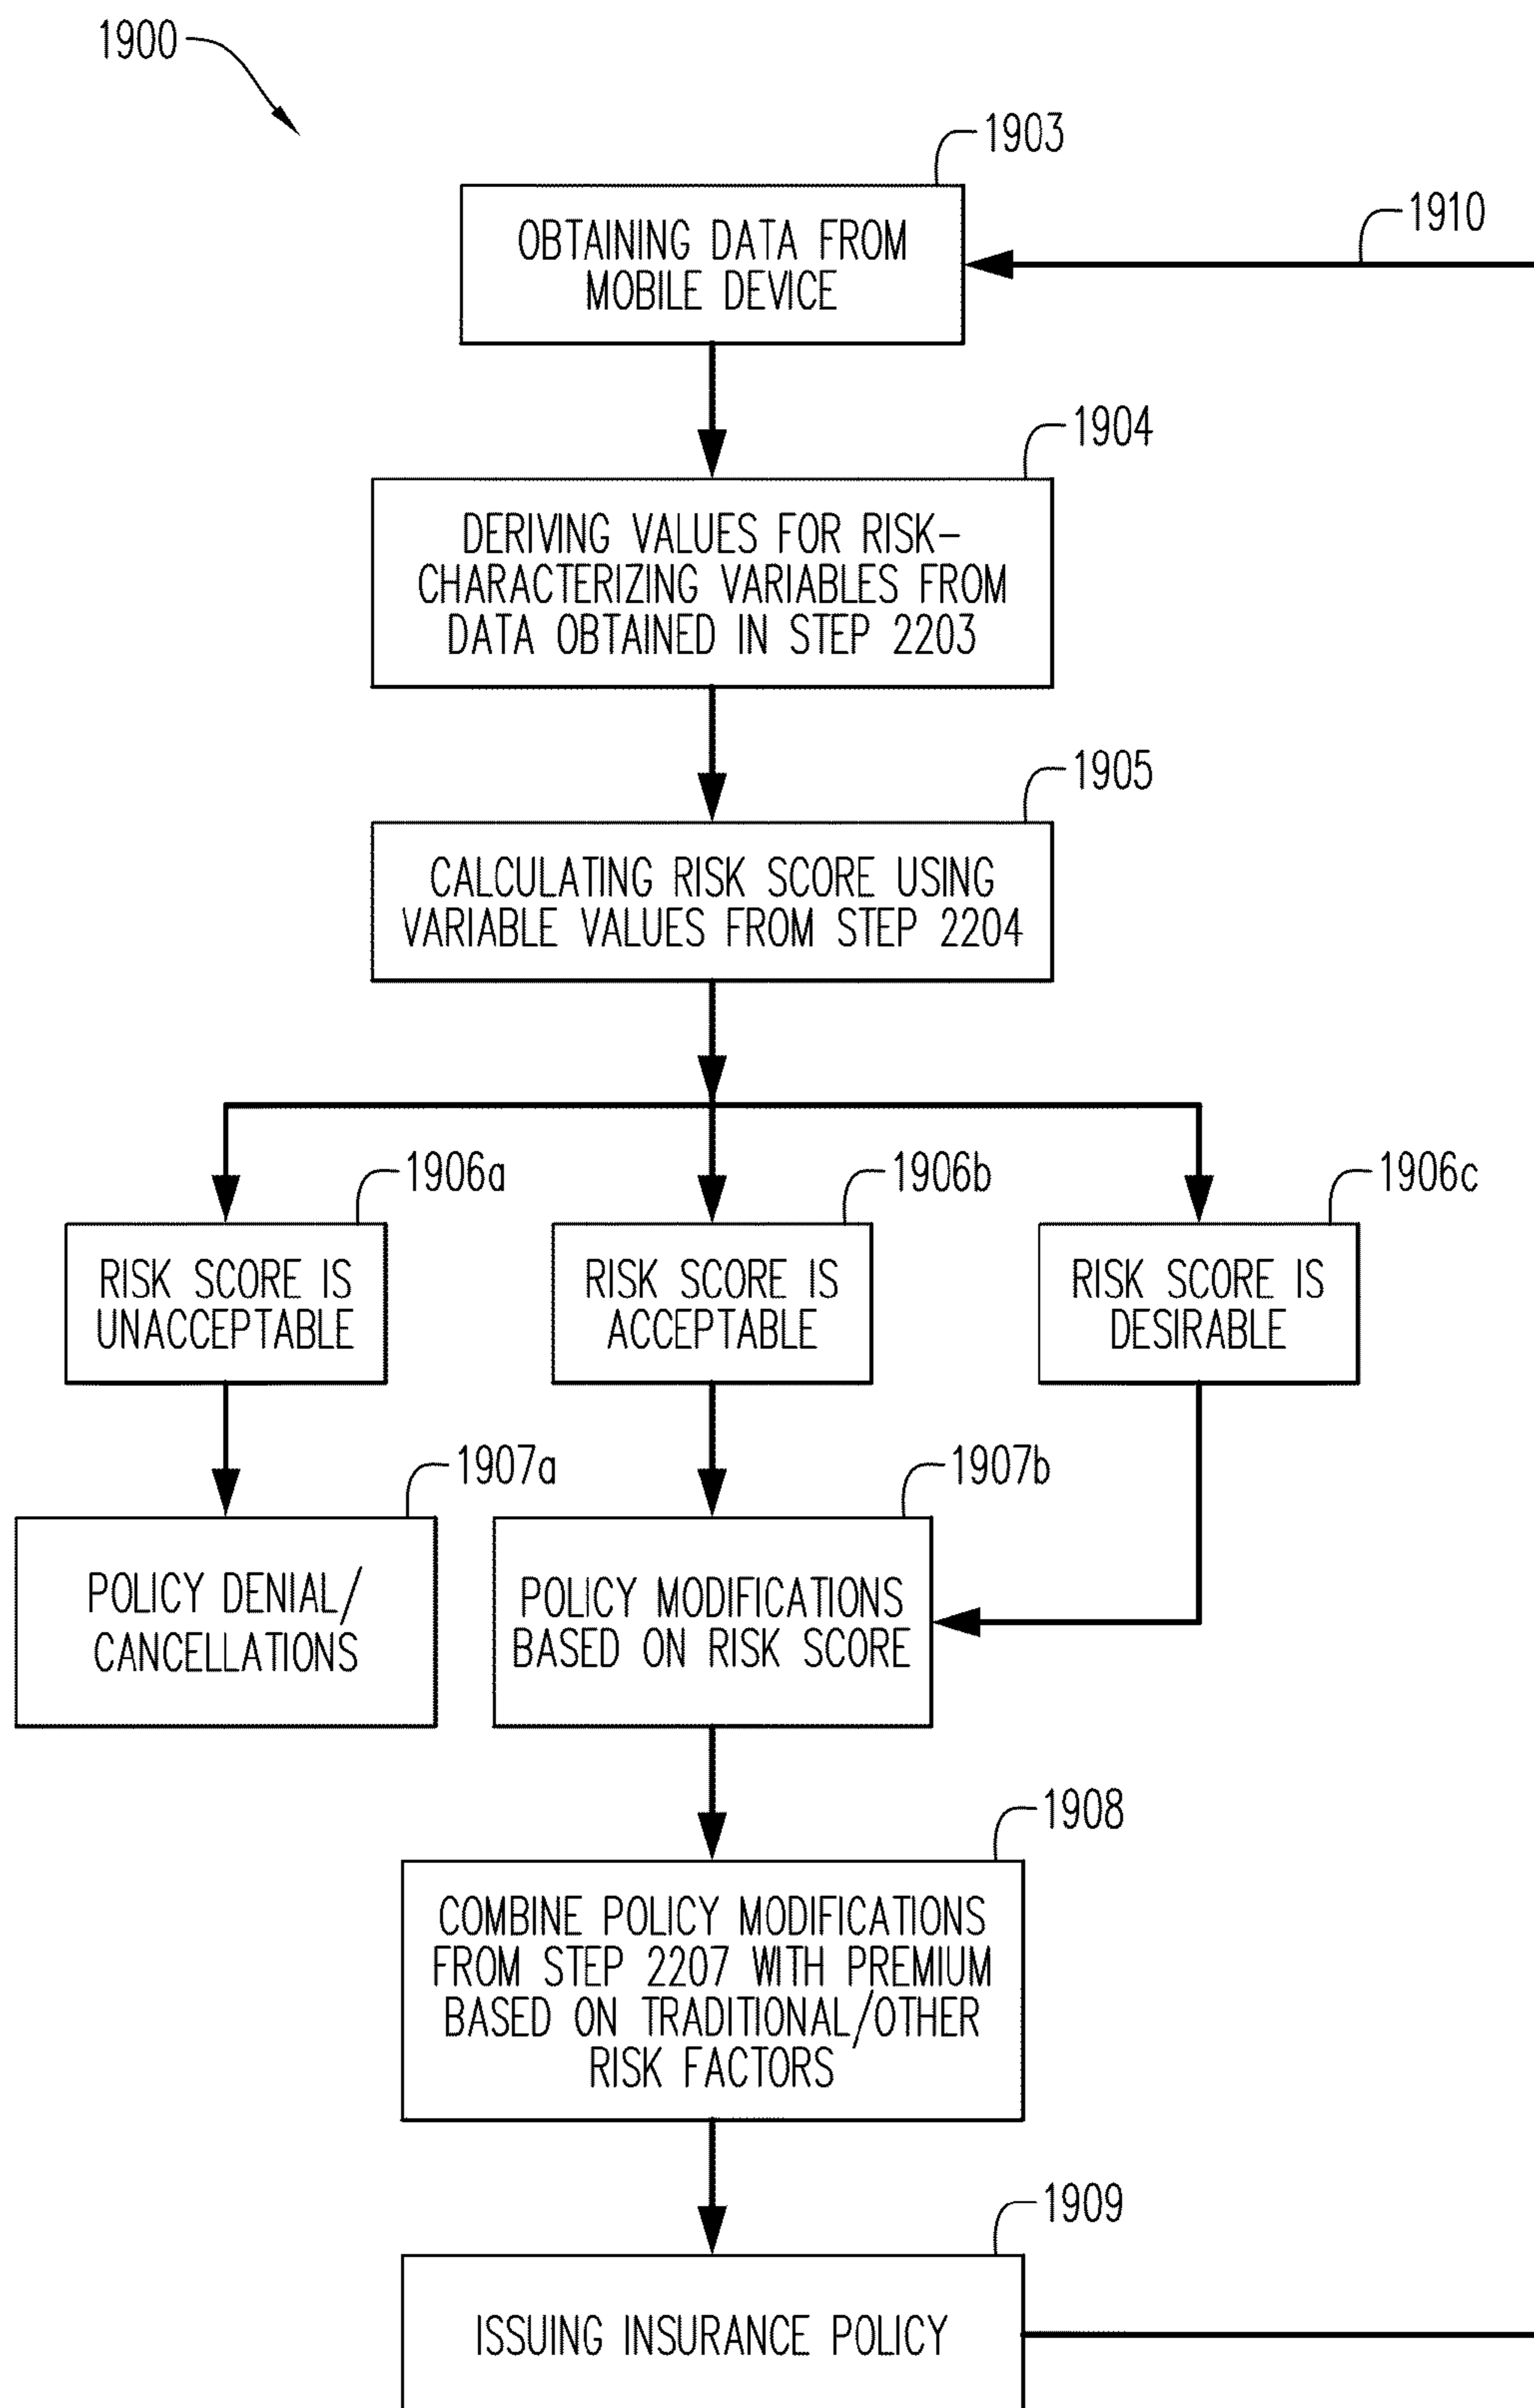 1900
1903
OBTAINING DATA FROM
MOBILE DEVICE
1910
1904
DERIVING VALUES FOR RISK-
CHARACTERIZING VARIABLES FROM
DATA OBTAINED IN STEP 2203
1905
CALCULATING RISK SCORE USING
VARIABLE VALUES FROM STEP 2204
1906a
RISK SCORE IS
UNACCEPTABLE
1906b
RISK SCORE IS
ACCEPTABLE
1906c
RISK SCORE IS
DESIRABLE
1907a
POLICY DENIAL/
CANCELLATIONS
1907b
POLICY MODIFICATIONS
BASED ON RISK SCORE
1908
COMBINE POLICY MODIFICATIONS
FROM STEP 2207 WITH PREMIUM
BASED ON TRADITIONAL/OTHER
RISK FACTORS
1909
ISSUING INSURANCE POLICY